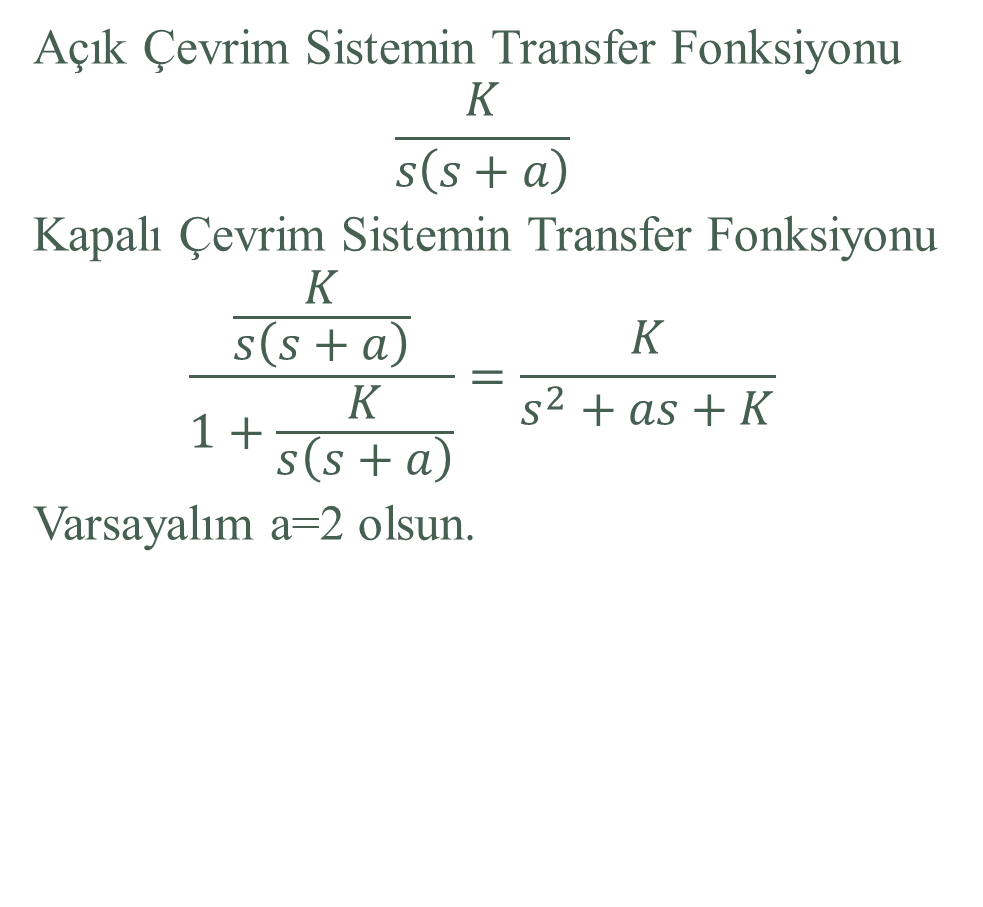 Açık Çevrim Sistemin Transfer Fonksiyonu
K
s(s + a)
Kapalı Çevrim Sistemin Transfer Fonksiyonu
K
s(s + a)
1 + K
s(s + a)
= K
s² + as + K
Varsayalım a=2 olsun.